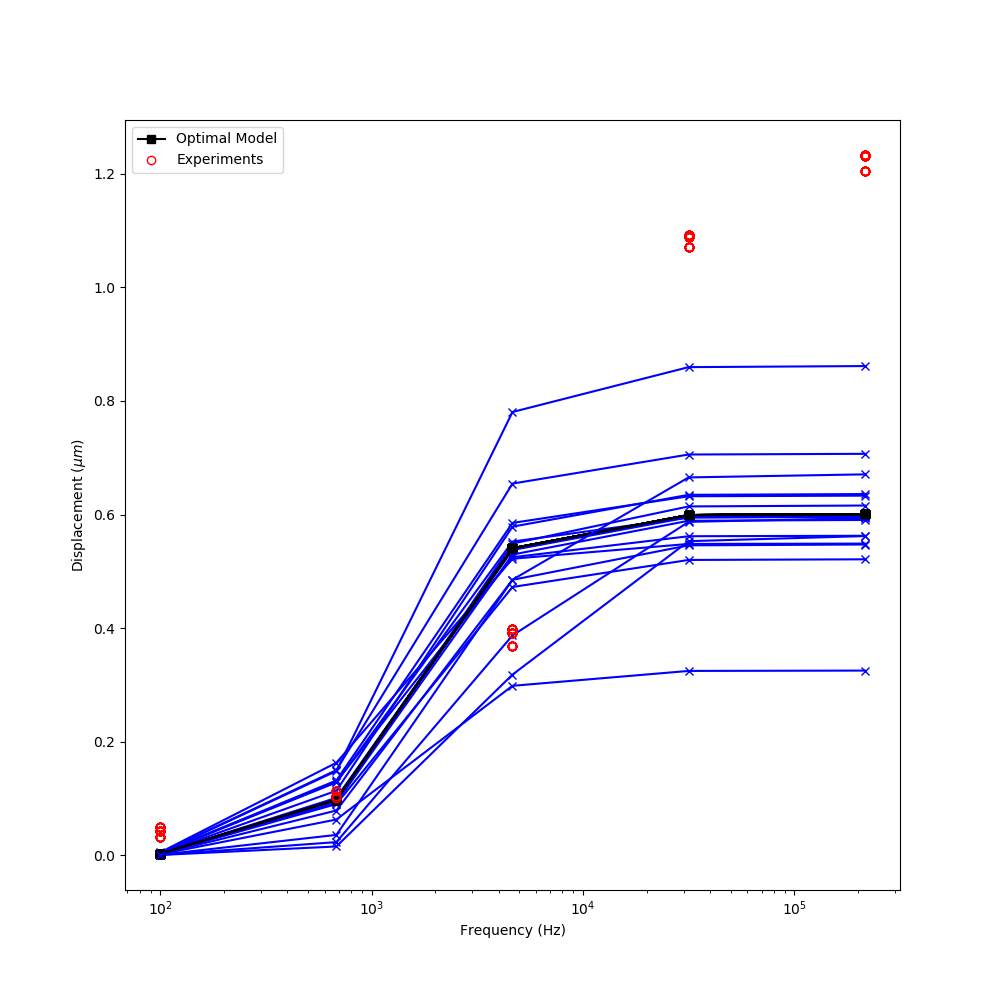 Optimal Model
Experiments
1.2
1.0
0.8
0.6
0.4
0.2
0.0
Displacement (μm)
10²
10³
10⁴
10⁵
Frequency (Hz)